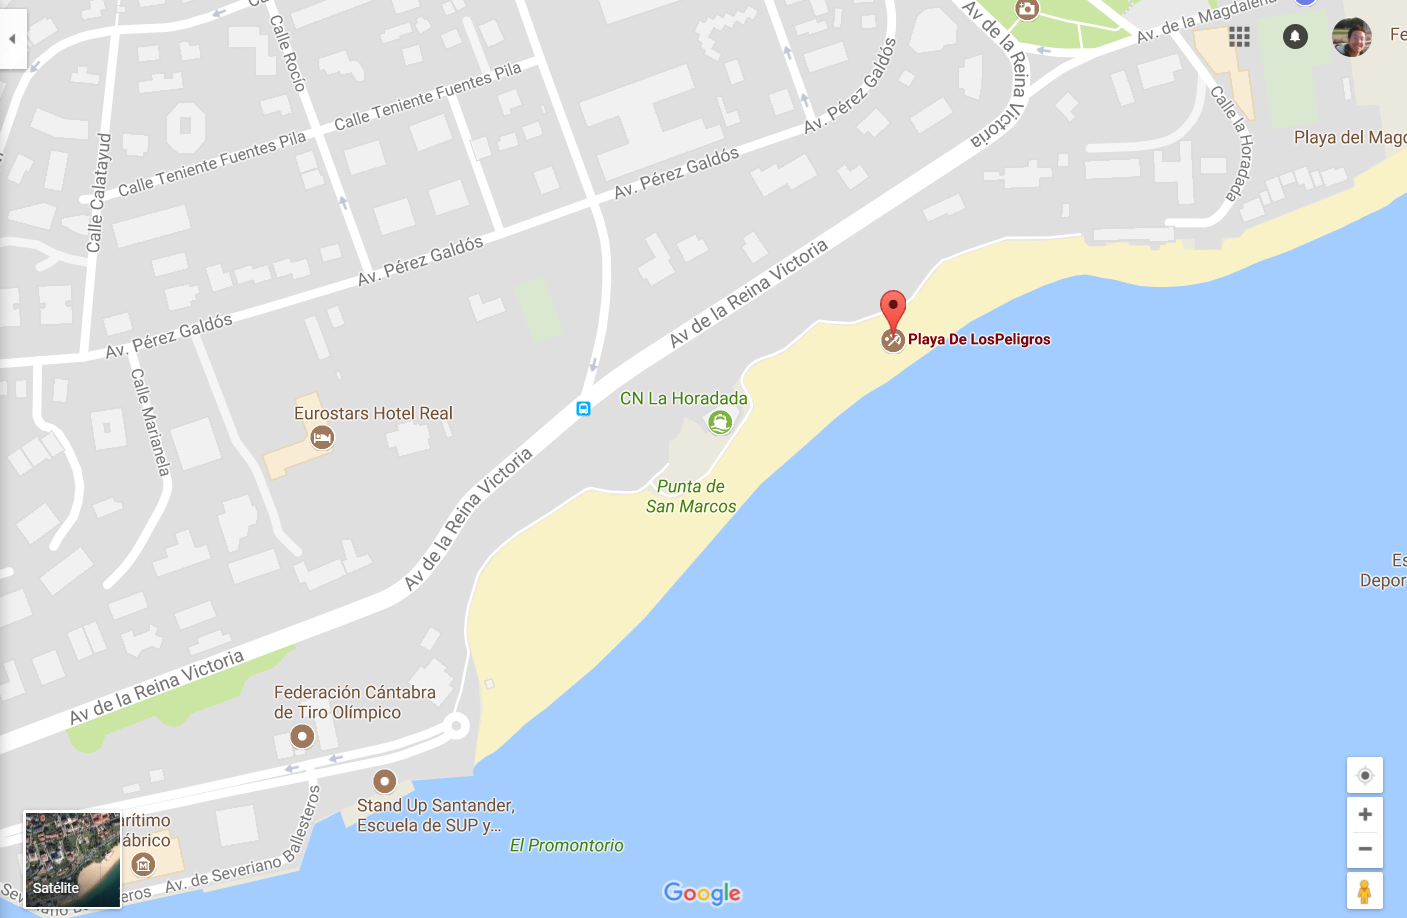 Calle Rocío
Av. de la Magdalena
Av de la Reina Victoria
Calle Teniente Fuentes Pila
Av. Pérez Galdós
Calle la Horadada
Playa del Magd
Calle Teniente Fuentes Pila
Av. Pérez Galdós
Calle Calatayud
Av. Pérez Galdós
Av de la Reina Victoria
Av. Pérez Galdós
Playa De LosPeligros
Calle Marianela
Eurostars Hotel Real
CN La Horadada
Av de la Reina Victoria
Punta de
San Marcos
Es
Depor
Av de la Reina Victoria
Federación Cántabra
de Tiro Olímpico
Stand Up Santander,
Escuela de SUP y...
El Promontorio
arítimo
ábrico
Av. de Severiano Ballesteros
Satélite
Google